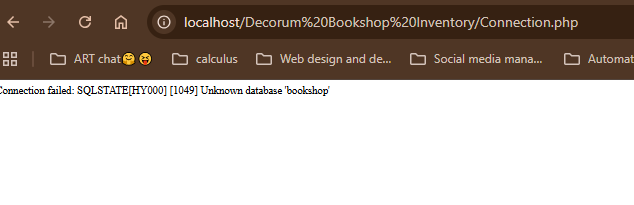 localhost/Decorum%20Bookshop%20Inventory/Connection.php
ART chat🤗😝 calculus Web design and de... Social media mana... Automat
Connection failed: SQLSTATE[HY000] [1049] Unknown database 'bookshop'